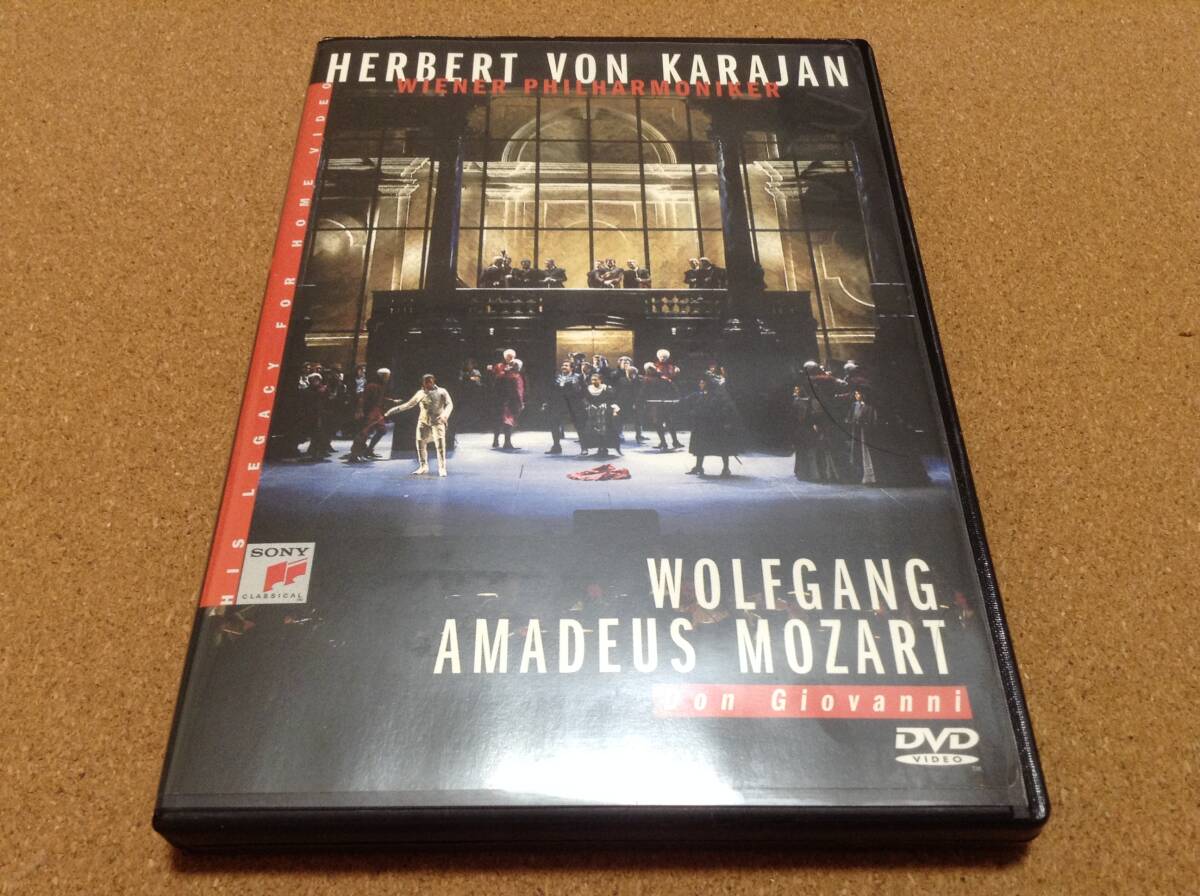 HERBERT VON KARAJAN
WIENER PHILHARMONIKER
HIS LEGACY FOR HOME VIDEO
SONY
CLASSICAL
WOLFGANG
AMADEUS MOZART
Don Giovanni
DVD
VIDEO
TM